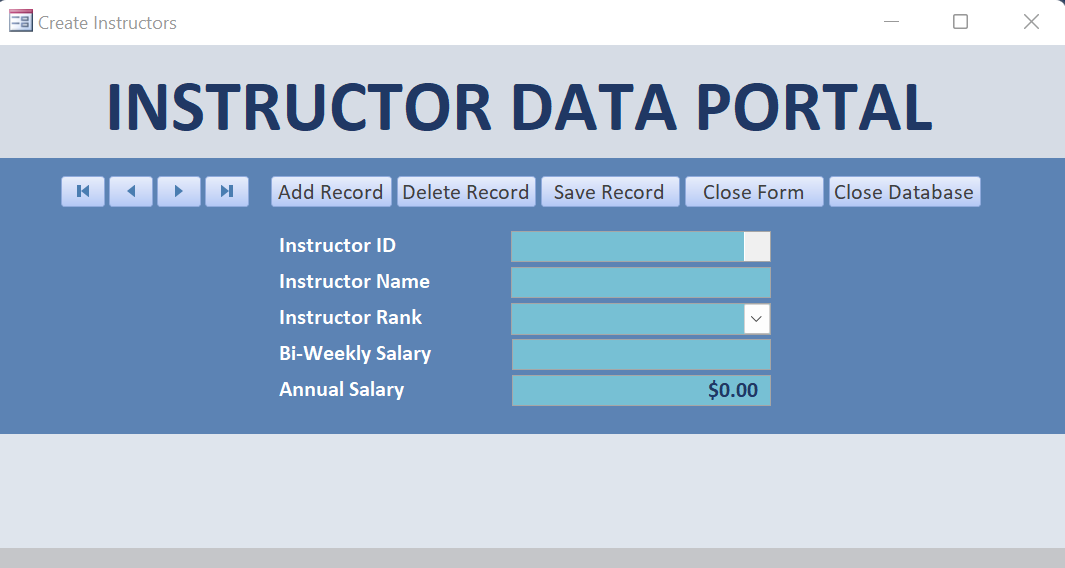 Create Instructors
INSTRUCTOR DATA PORTAL
Add Record Delete Record Save Record Close Form Close Database
Instructor ID
Instructor Name
Instructor Rank
Bi-Weekly Salary
Annual Salary $0.00